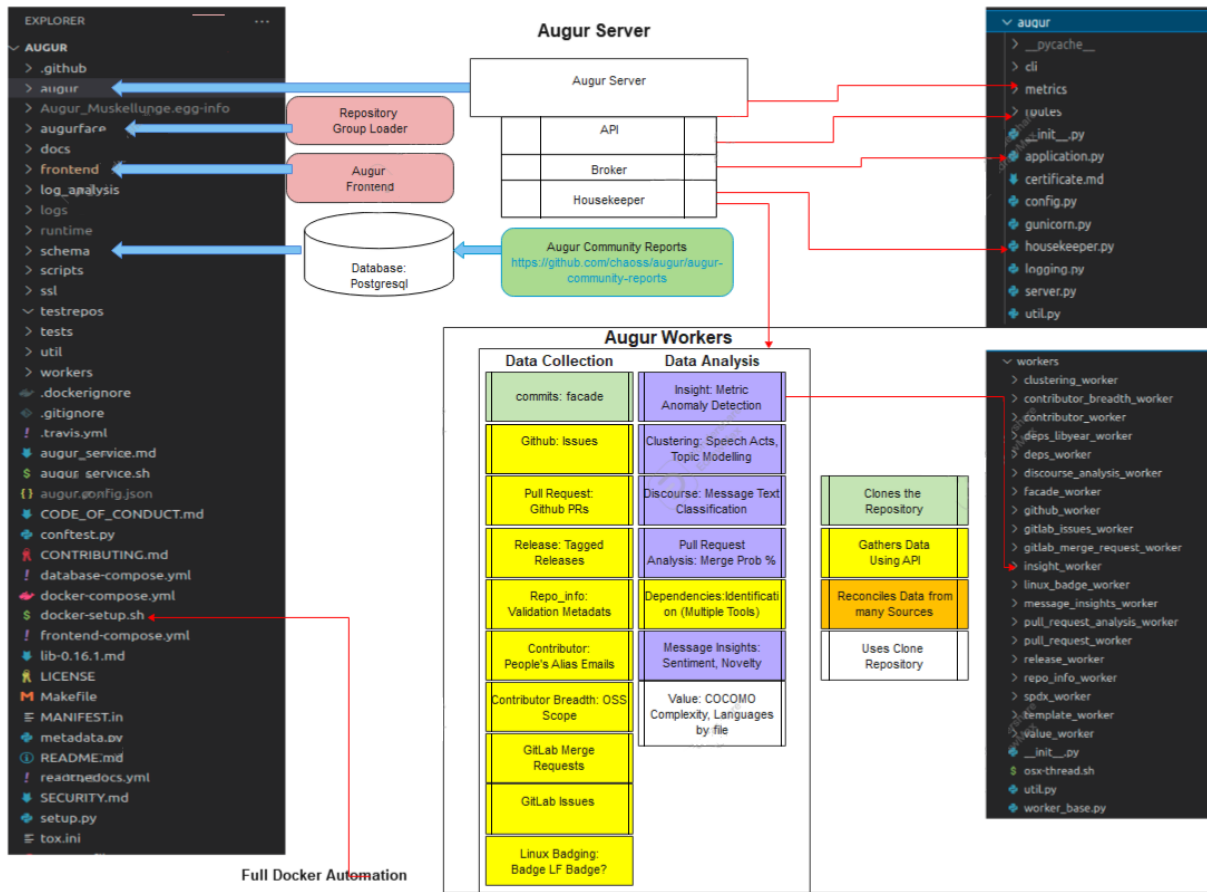 EXPLORER
...
AUGUR
.github
augur
Augur_Muskellunge.egg-info
augurface
docs
frontend
log_analysis
logs
runtime
schema
scripts
ssl
testrepos
tests
util
workers
.dockerignore
.gitignore
.travis.yml
augur_service.md
augur_service.sh
augur.config.json
CODE_OF_CONDUCT.md
conftest.py
CONTRIBUTING.md
database-compose.yml
docker-compose.yml
docker-setup.sh
frontend-compose.yml
lib-0.16.1.md
LICENSE
Makefile
MANIFEST.in
metadata.py
README.md
readthedocs.yml
SECURITY.md
setup.py
tox.ini
Augur Server
Augur Server
API
Broker
Housekeeper
Repository
Group Loader
Augur
Frontend
Database:
Postgresql
Augur Community Reports
https://github.com/chaoss/augur/augur-
community-reports
Augur Workers
Data Collection
commits: facade
Github: Issues
Pull Request:
Github PRs
Release: Tagged
Releases
Repo_info:
Validation Metadats
Contributor:
People's Alias Emails
Contributor Breadth: OSS
Scope
GitLab Merge
Requests
GitLab Issues
Linux Badging:
Badge LF Badge?
Data Analysis
Insight: Metric
Anomaly Detection
Clustering: Speech Acts,
Topic Modelling
Discourse: Message Text
Classification
Pull Request
Analysis: Merge Prob %
Dependencies:Identificat
ion (Multiple Tools)
Message Insights:
Sentiment, Novelty
Value: COCOMO
Complexity, Languages
by file
Clones the
Repository
Gathers Data
Using API
Reconciles Data from
many Sources
Uses Clone
Repository
Full Docker Automation
augur
__pycache__
cli
metrics
routes
__init__.py
application.py
certificate.md
config.py
gunicorn.py
housekeeper.py
logging.py
server.py
util.py
workers
clustering_worker
contributor_breadth_worker
contributor_worker
deps_libyear_worker
deps_worker
discourse_analysis_worker
facade_worker
github_worker
gitlab_issues_worker
gitlab_merge_request_worker
insight_worker
linux_badge_worker
message_insights_worker
pull_request_analysis_worker
pull_request_worker
release_worker
repo_info_worker
spdx_worker
template_worker
value_worker
__init__.py
osx-thread.sh
util.py
worker_base.py